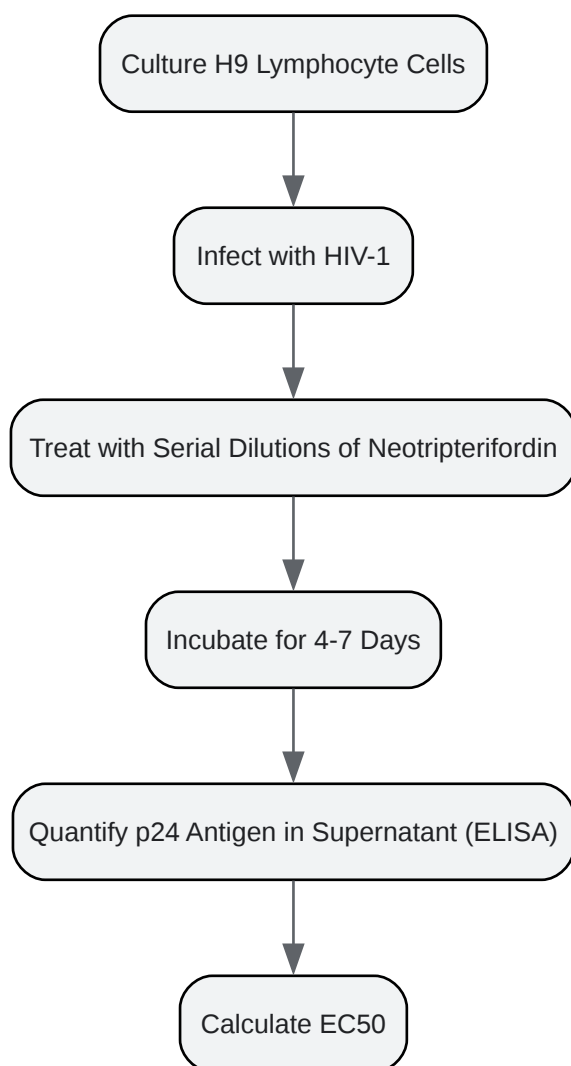 Culture H9 Lymphocyte Cells
Infect with HIV-1
Treat with Serial Dilutions of Neotripterifordin
Incubate for 4-7 Days
Quantify p24 Antigen in Supernatant (ELISA)
Calculate EC50